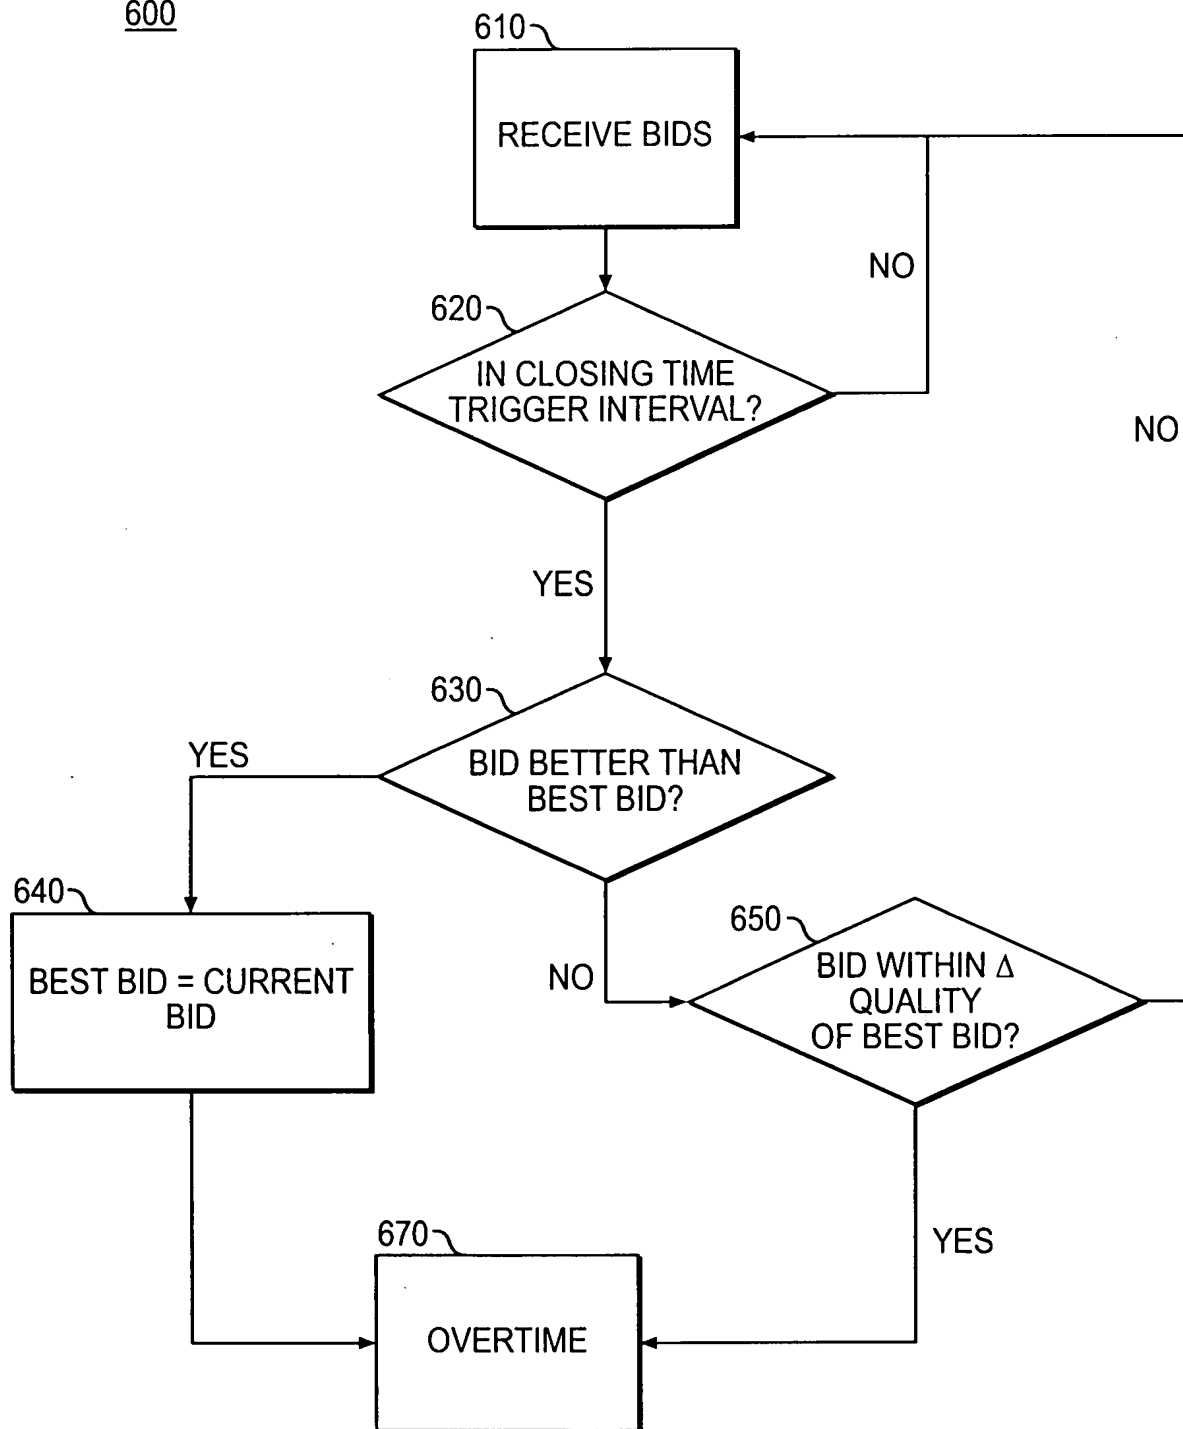 600
610
RECEIVE BIDS
NO
620
IN CLOSING TIME
TRIGGER INTERVAL?
NO
YES
630
YES
BID BETTER THAN
BEST BID?
640
650
BEST BID = CURRENT
BID
NO
BID WITHIN Δ
QUALITY
OF BEST BID?
670
YES
OVERTIME